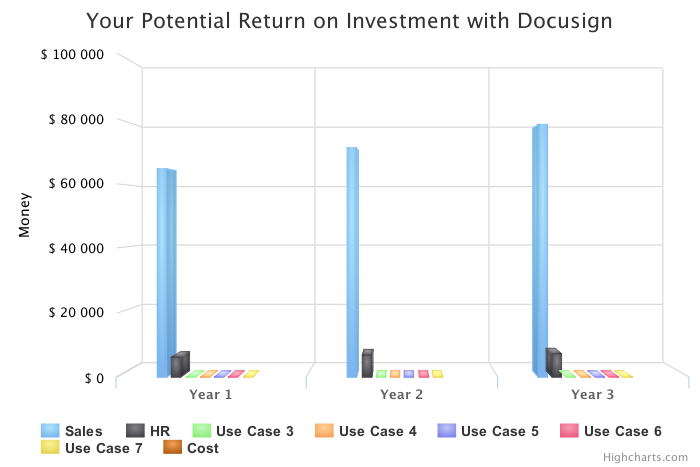 Your Potential Return on Investment with Docusign
$ 100 000
$ 80 000
$ 60 000
$ 40 000
$ 20 000
$ 0
Money
Year 1
Year 2
Year 3
Sales HR Use Case 3 Use Case 4 Use Case 5 Use Case 6
Use Case 7 Cost
Highcharts.com